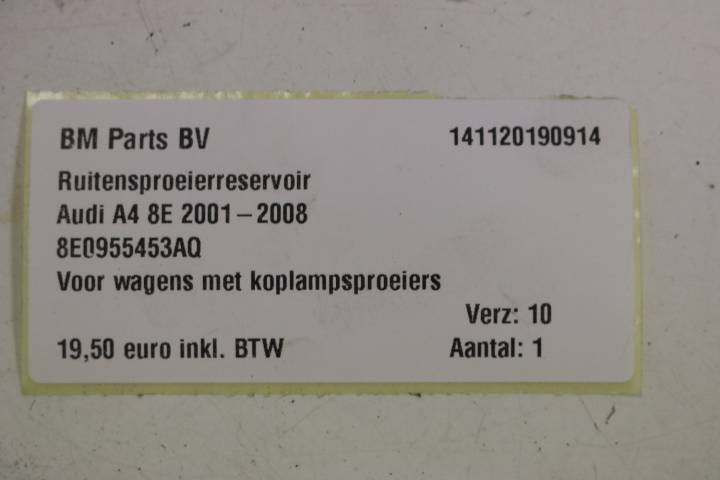 BM Parts BV 141120190914
Ruitensproeierreservoir
Audi A4 8E 2001–2008
8E0955453AQ
Voor wagens met koplampsproeiers
Verz: 10
19,50 euro inkl. BTW Aantal: 1